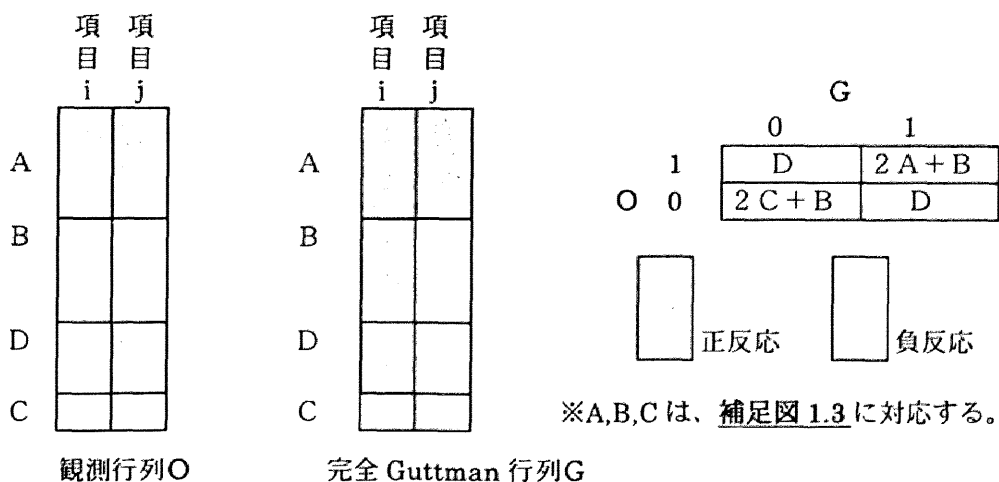 項 項
目 目
i j
A
B
D
C
観測行列O
項 項
目 目
i j
A
B
D
C
完全 Guttman 行列G
G
0 1
1 D 2A+B
O 0 2C+B D
正反応 負反応
※A,B,C は、補足図 1.3 に対応する。